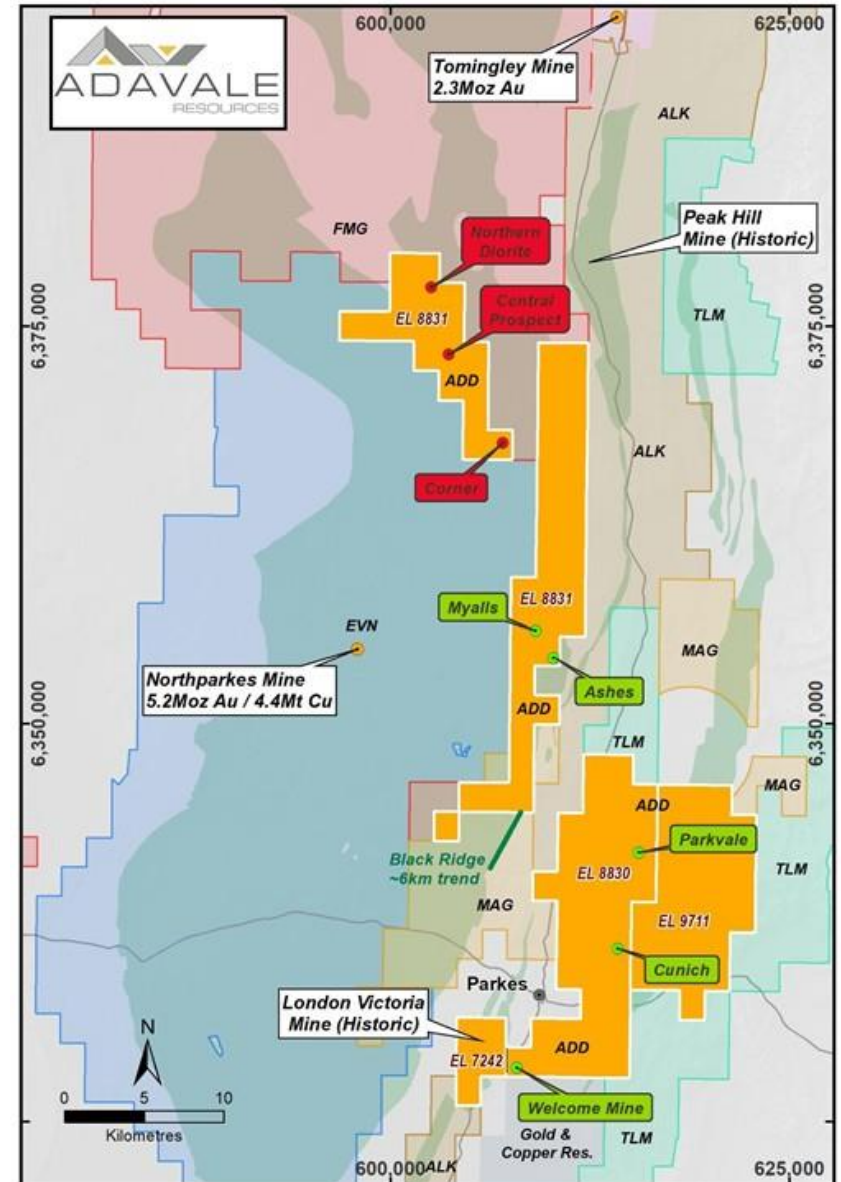 600,000
625,000
ADAVALE
RESOURCES
Tomingley Mine
2.3Moz Au
ALK
Peak Hill
Mine (Historic)
FMG
Northern
Diorite
Central
Prospect
EL 8831
6,375,000
6,375,000
TLM
ADD
ALK
Corner
Myalls
EL 8831
EVN
MAG
Northparkes Mine
5.2Moz Au / 4.4Mt Cu
Ashes
ADD
6,350,000
6,350,000
TLM
MAG
ADD
Parkvale
Black Ridge
~6km trend
EL 8830
TLM
MAG
EL 9711
Cunich
Parkes
London Victoria
Mine (Historic)
N
ADD
EL 7242
0 5 10
Kilometres
Welcome Mine
Gold &
Copper Res.
TLM
600,000
ALK
625,000